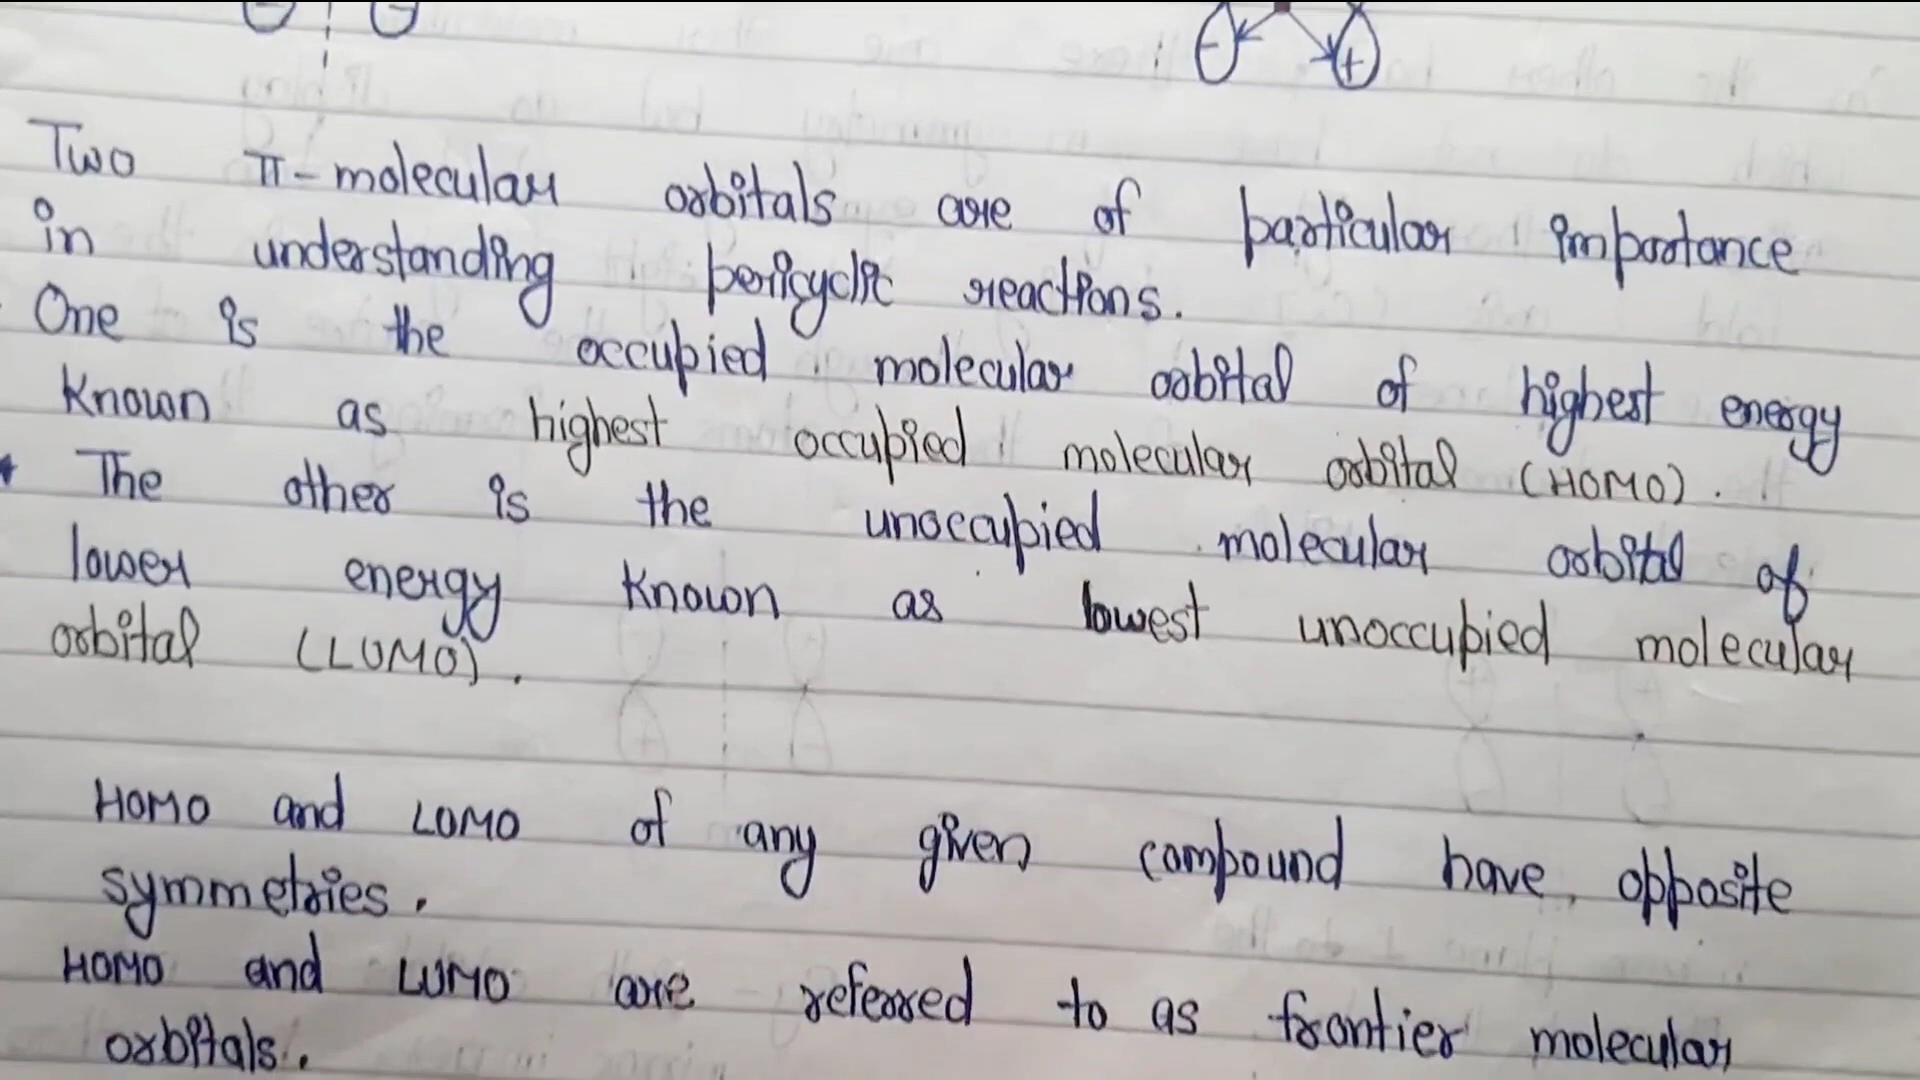 Two π-molecular orbitals are of particular importance
in understanding pericyclic reactions.
One is the occupied molecular orbital of highest energy
known as highest occupied molecular orbital (HOMO).
The other is the unoccupied molecular orbital of
lower energy known as lowest unoccupied molecular
orbital (LUMO).
HOMO and LUMO of any given compound have opposite
symmetries.
HOMO and LUMO are referred to as frontier molecular
orbitals.